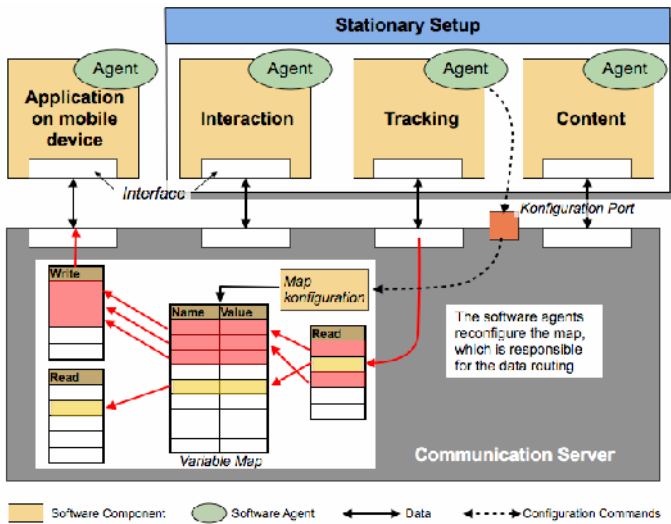 Stationary Setup
Agent
Agent
Agent
Agent
Application
on mobile
device
Interaction
Tracking
Content
Interface
Konfiguration Port
Write
Map
konfiguration
Name Value
Read
Read
The software agents
reconfigure the map,
which is responsible
for the data routing
Variable Map
Communication Server
Software Component
Software Agent
Data
Configuration Commands